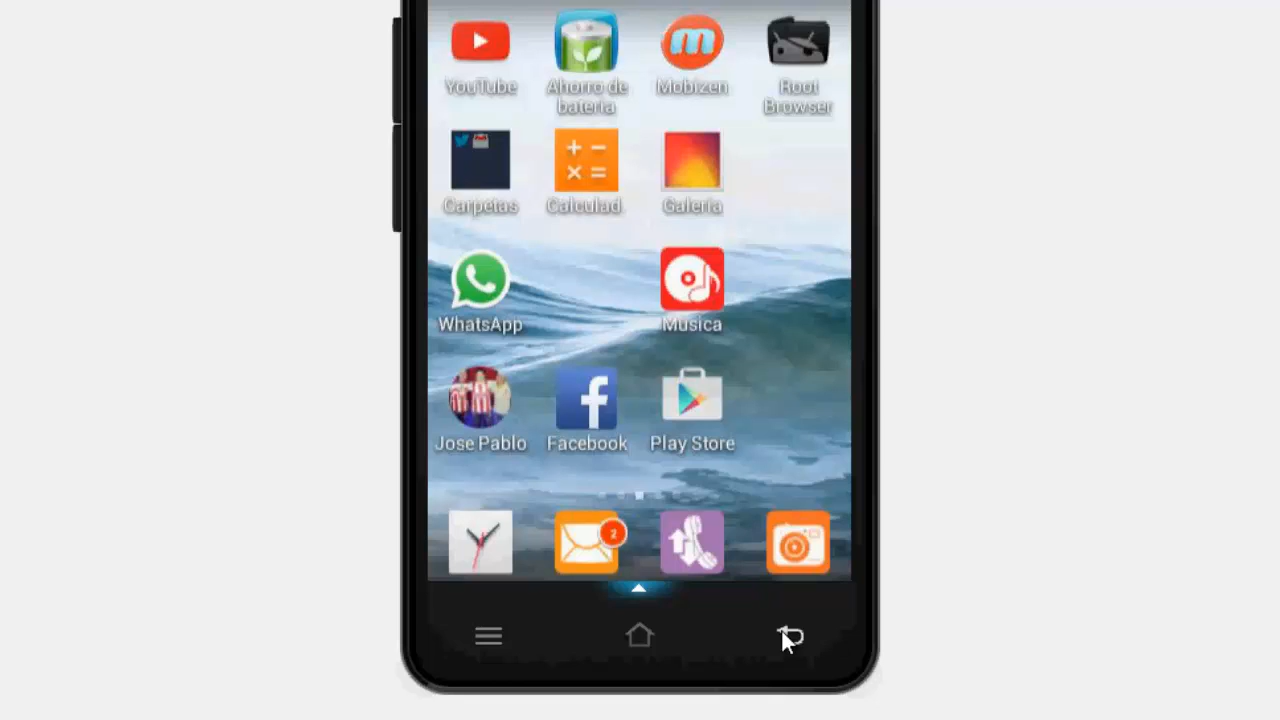 YouTube
Ahorro de
batería
Mobizen
Root
Browser
Carpetas
Calculad.
Galería
WhatsApp
Música
Jose Pablo
Facebook
Play Store
2